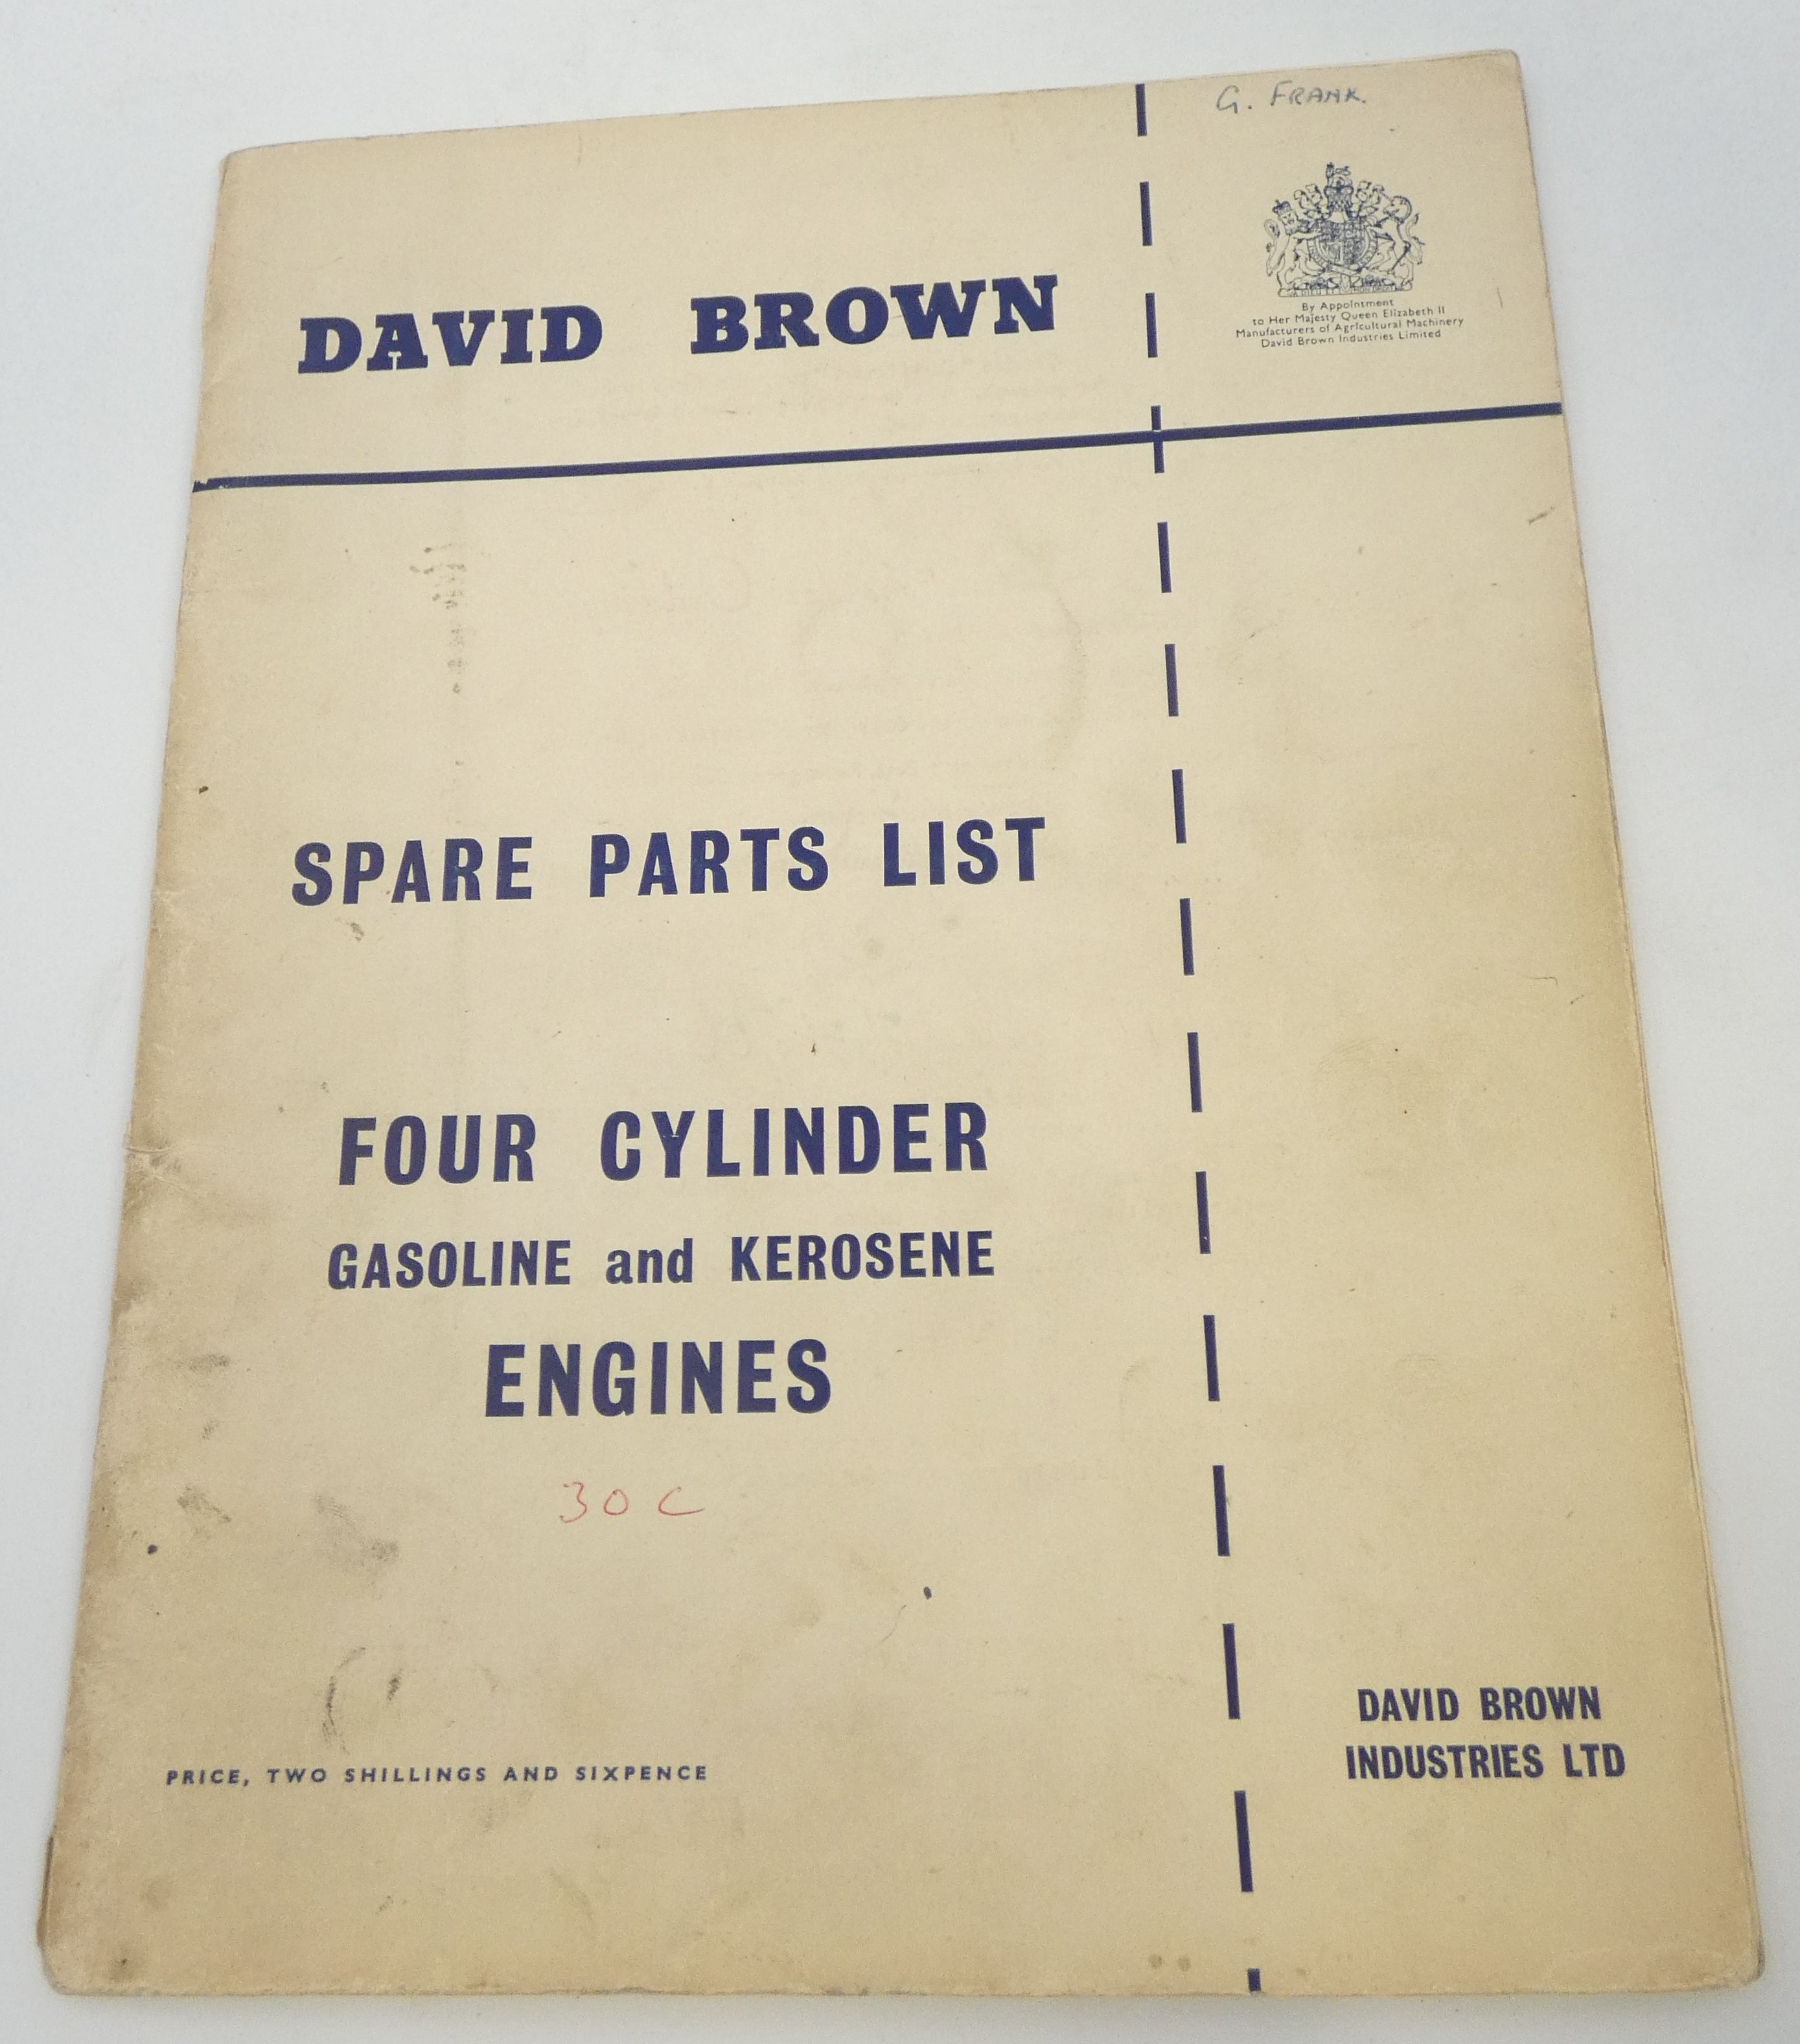 G. FRANK.
By Appointment
to Her Majesty Queen Elizabeth II
Manufacturers of Agricultural Machinery
David Brown Industries Limited
DAVID BROWN
SPARE PARTS LIST
FOUR CYLINDER
GASOLINE and KEROSENE
ENGINES
30C
PRICE, TWO SHILLINGS AND SIXPENCE
DAVID BROWN
INDUSTRIES LTD